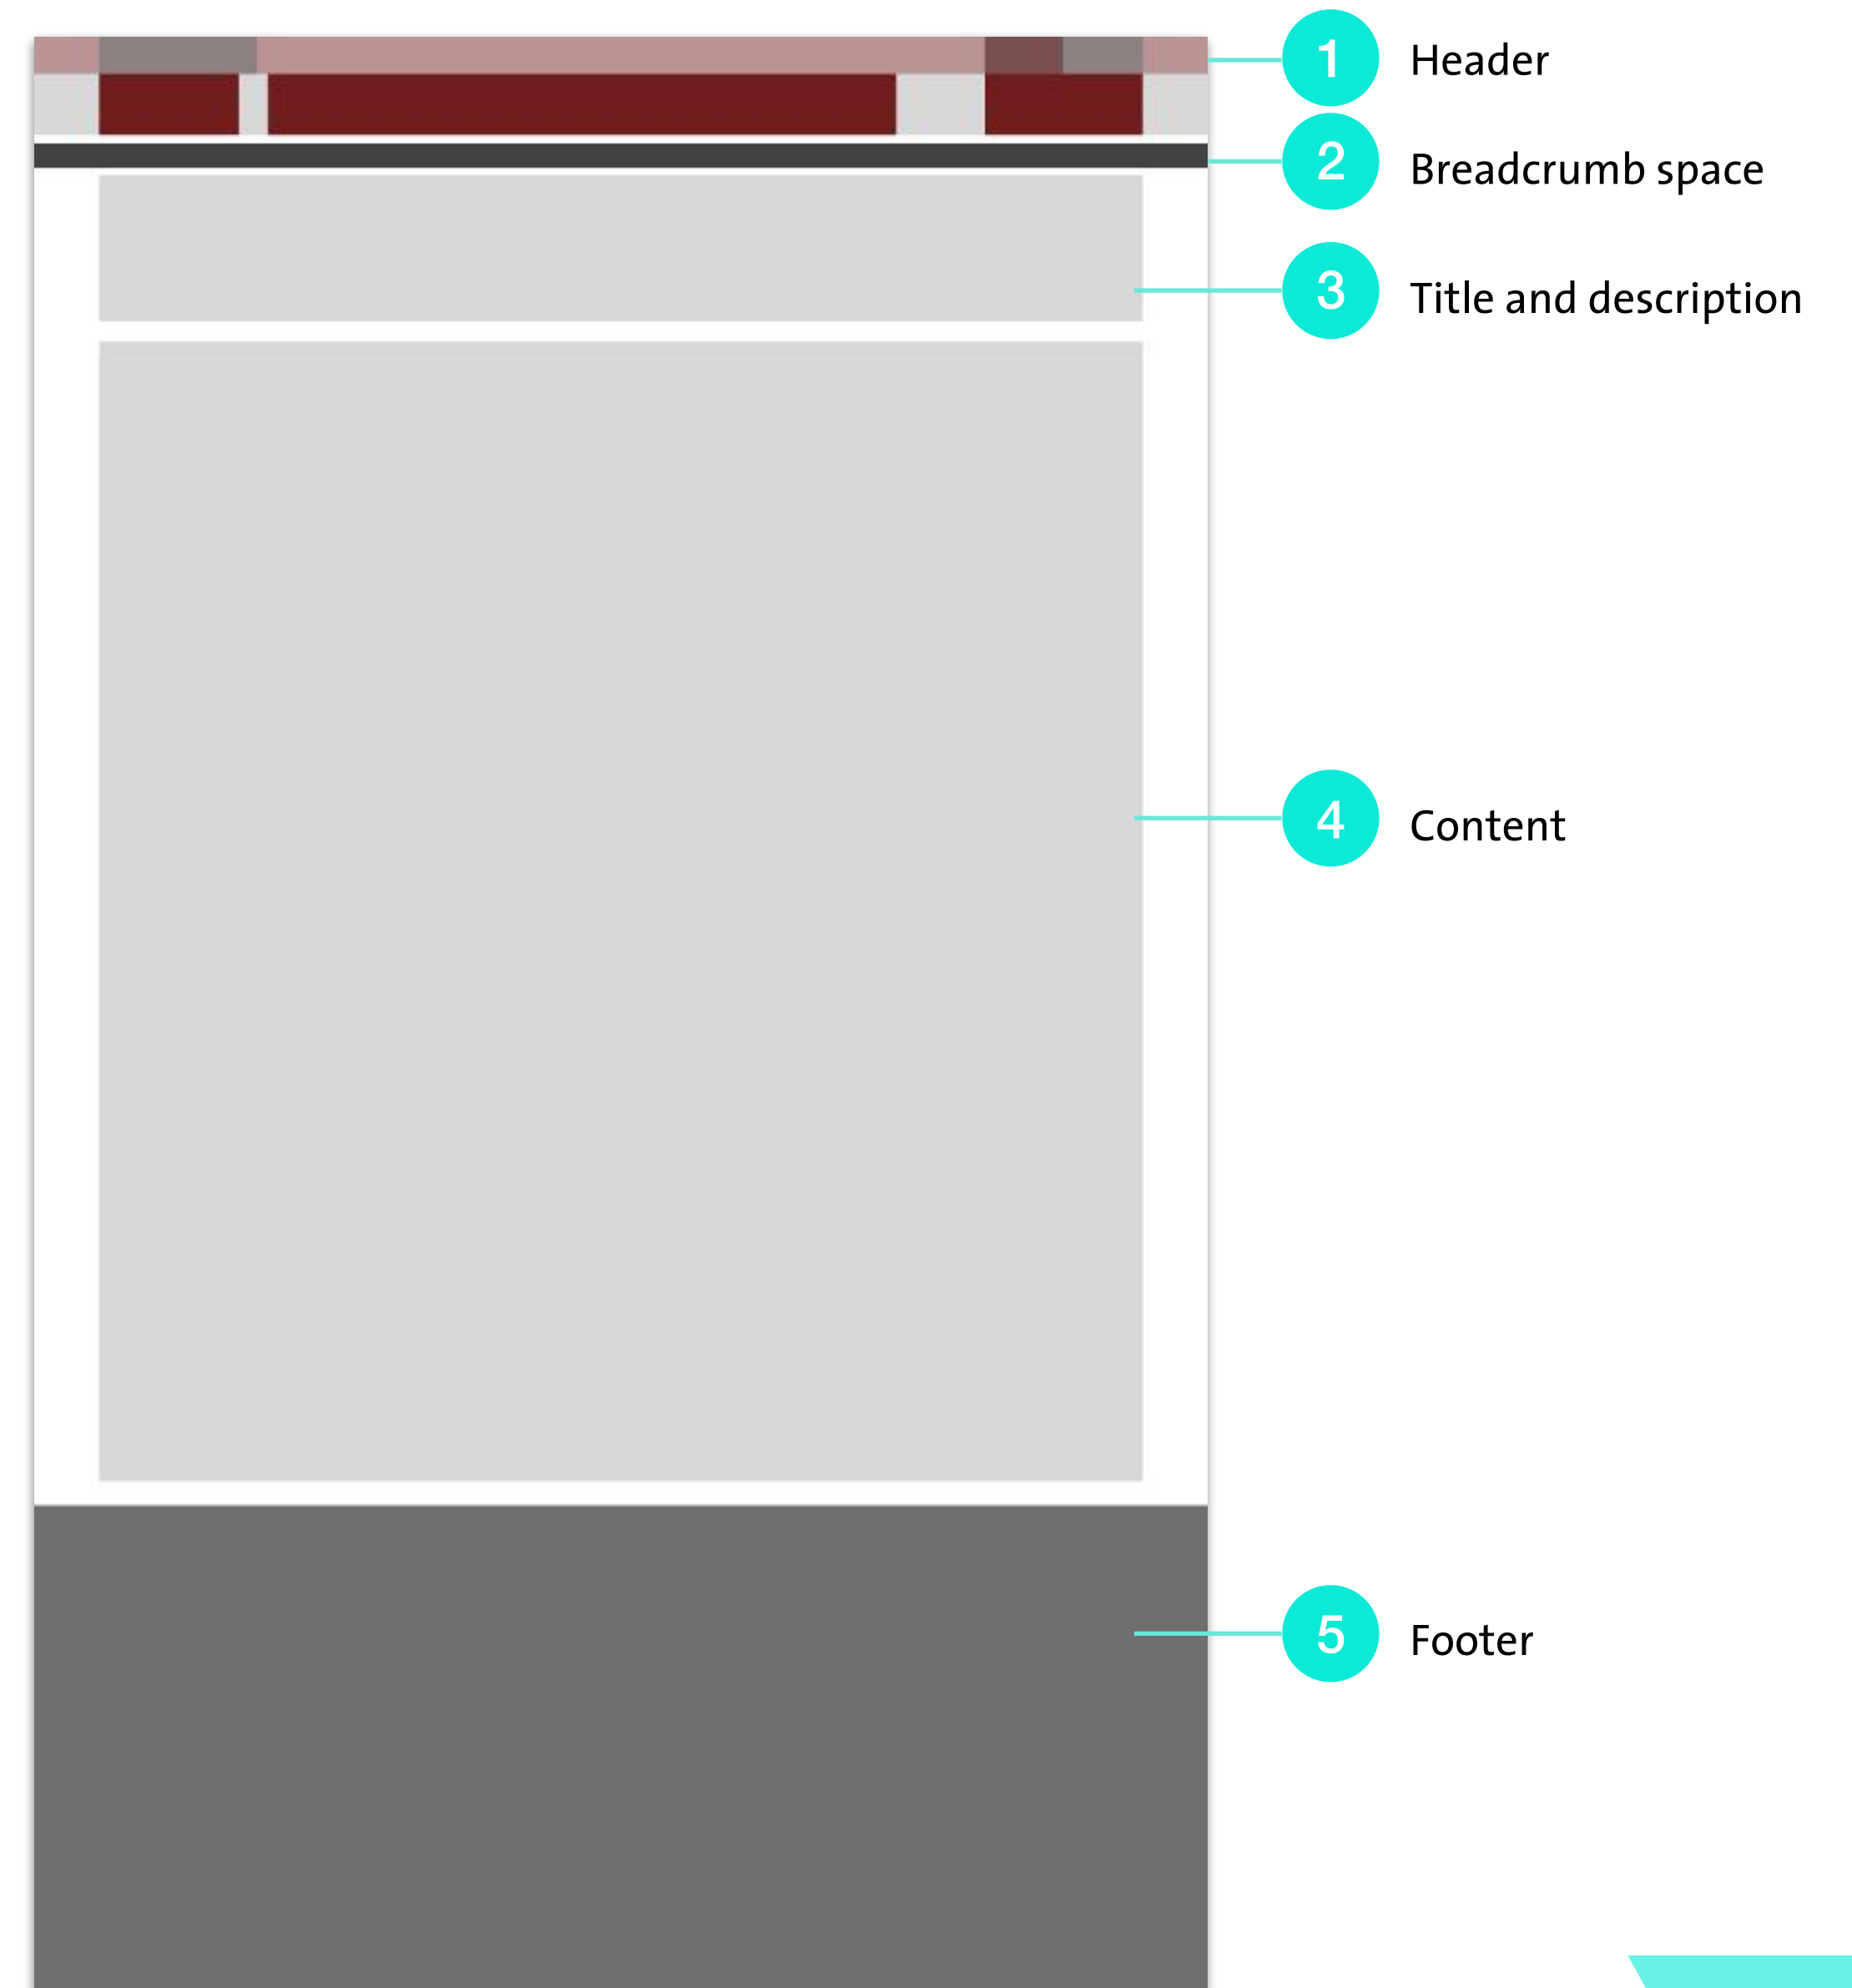 1 Header
2 Breadcrumb space
3 Title and description
4 Content
5 Footer